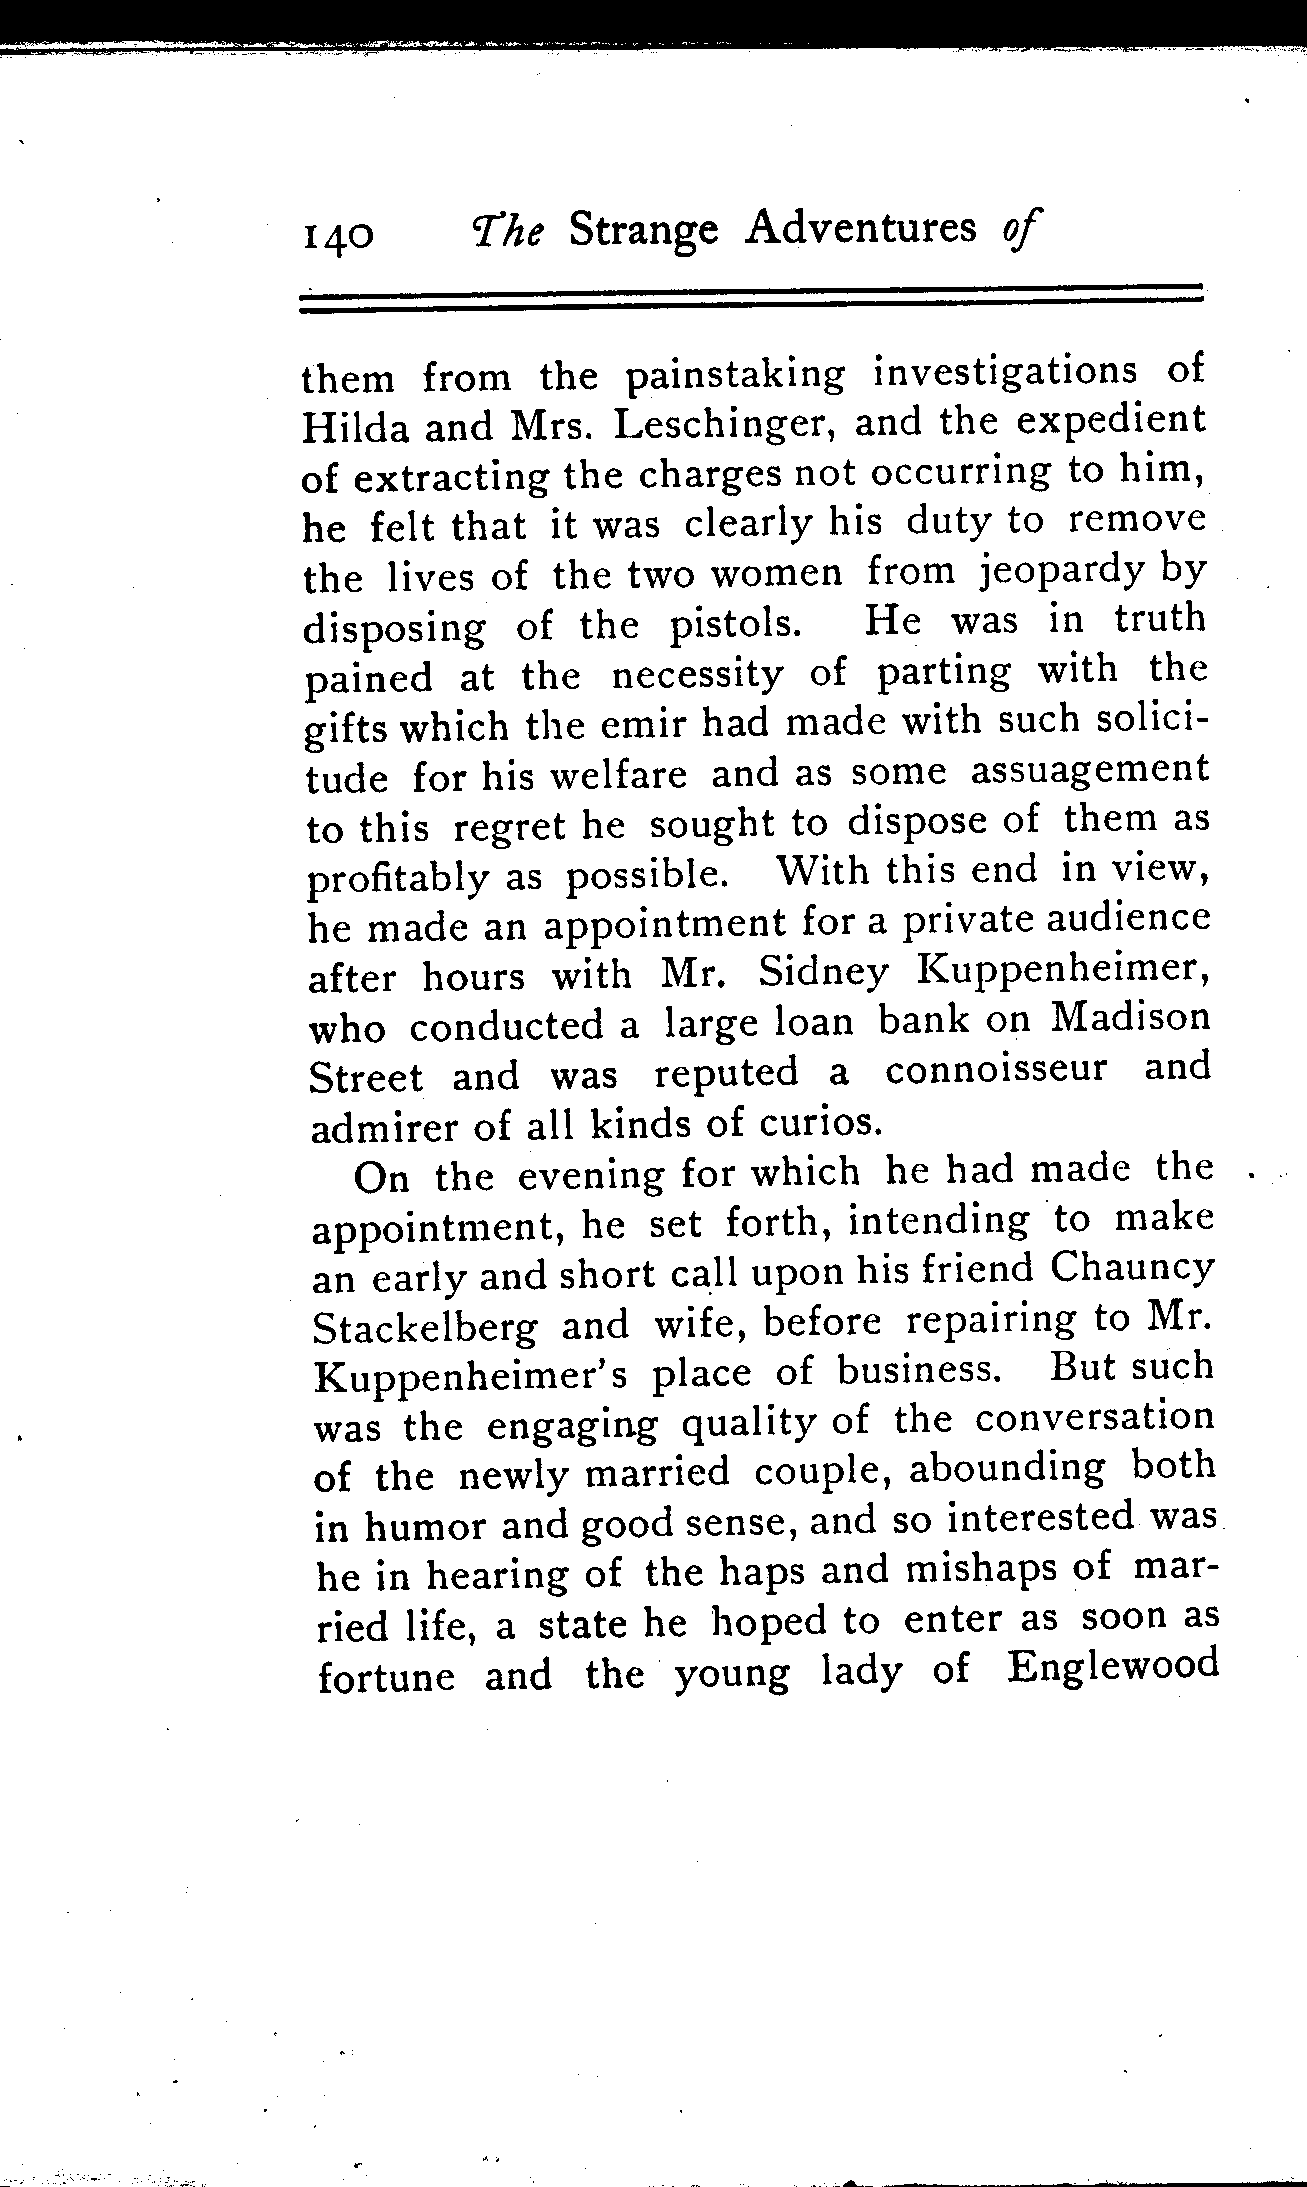 140 The Strange Adventures of
them from the painstaking investigations of
Hilda and Mrs. Leschinger, and the expedient
of extracting the charges not occurring to him,
he felt that it was clearly his duty to remove
the lives of the two women from jeopardy by
disposing of the pistols. He was in truth
pained at the necessity of parting with the
gifts which the emir had made with such solici-
tude for his welfare and as some assuagement
to this regret he sought to dispose of them as
profitably as possible. With this end in view,
he made an appointment for a private audience
after hours with Mr. Sidney Kuppenheimer,
who conducted a large loan bank on Madison
Street and was reputed a connoisseur and
admirer of all kinds of curios.
On the evening for which he had made the
appointment, he set forth, intending to make
an early and short call upon his friend Chauncy
Stackelberg and wife, before repairing to Mr.
Kuppenheimer's place of business. But such
was the engaging quality of the conversation
of the newly married couple, abounding both
in humor and good sense, and so interested was
he in hearing of the haps and mishaps of mar-
ried life, a state he hoped to enter as soon as
fortune and the young lady of Englewood